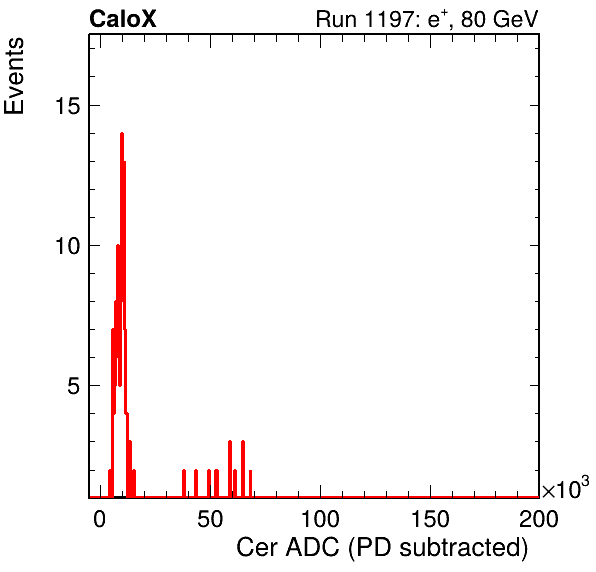 CaloX Run 1197: e⁺, 80 GeV
Events
15
10
5
0 50 100 150 200
×10³
Cer ADC (PD subtracted)